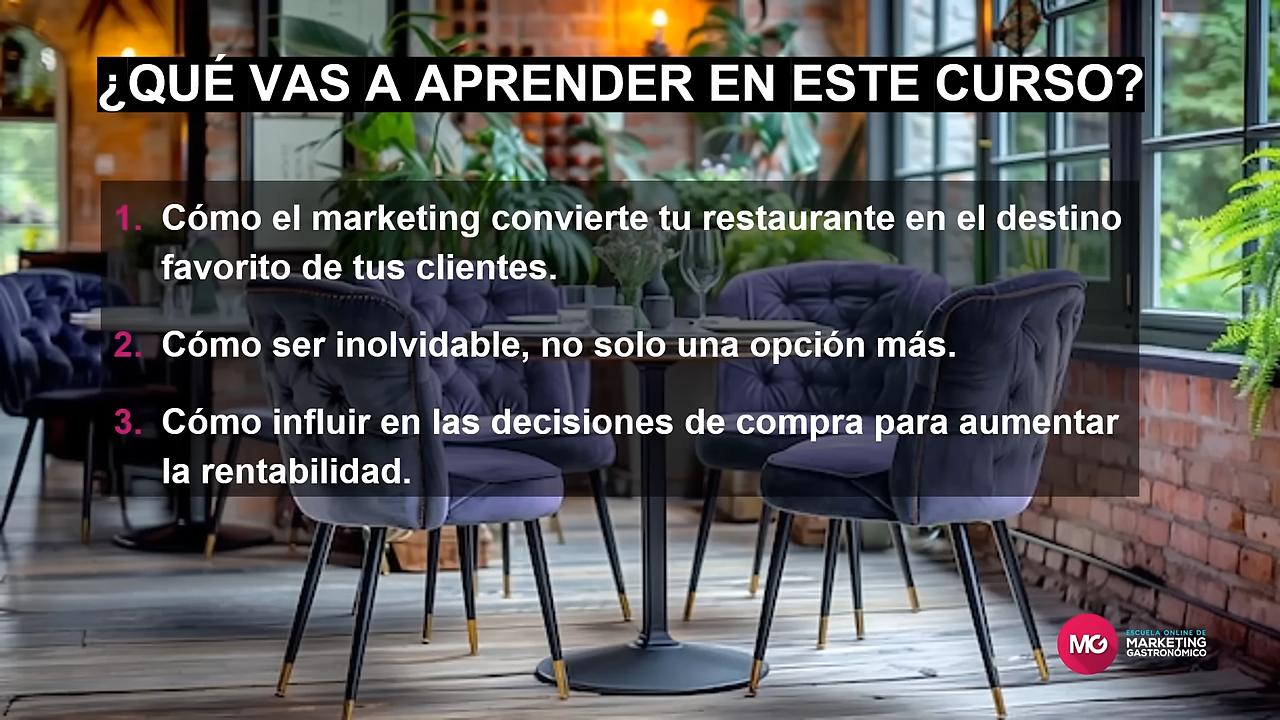 ¿QUÉ VAS A APRENDER EN ESTE CURSO?
1. Cómo el marketing convierte tu restaurante en el destino
favorito de tus clientes.
2. Cómo ser inolvidable, no solo una opción más.
3. Cómo influir en las decisiones de compra para aumentar
la rentabilidad.
MG
ESCUELA ONLINE DE
MARKETING
GASTRONÓMICO